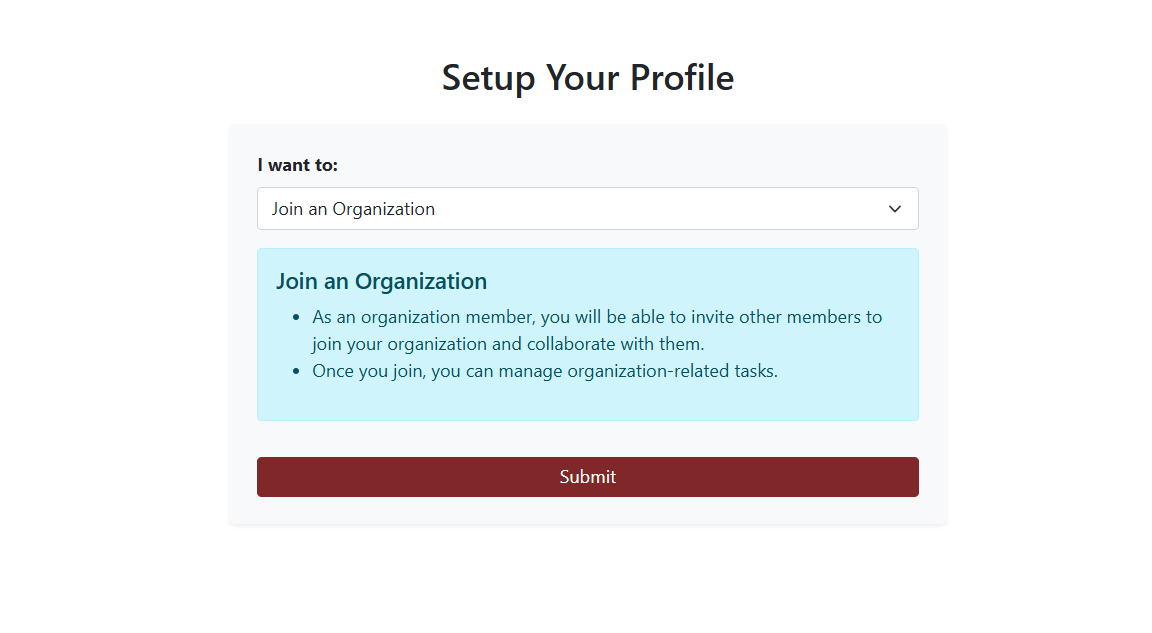 Setup Your Profile
I want to:
Join an Organization
Join an Organization
• As an organization member, you will be able to invite other members to
join your organization and collaborate with them.
• Once you join, you can manage organization-related tasks.
Submit